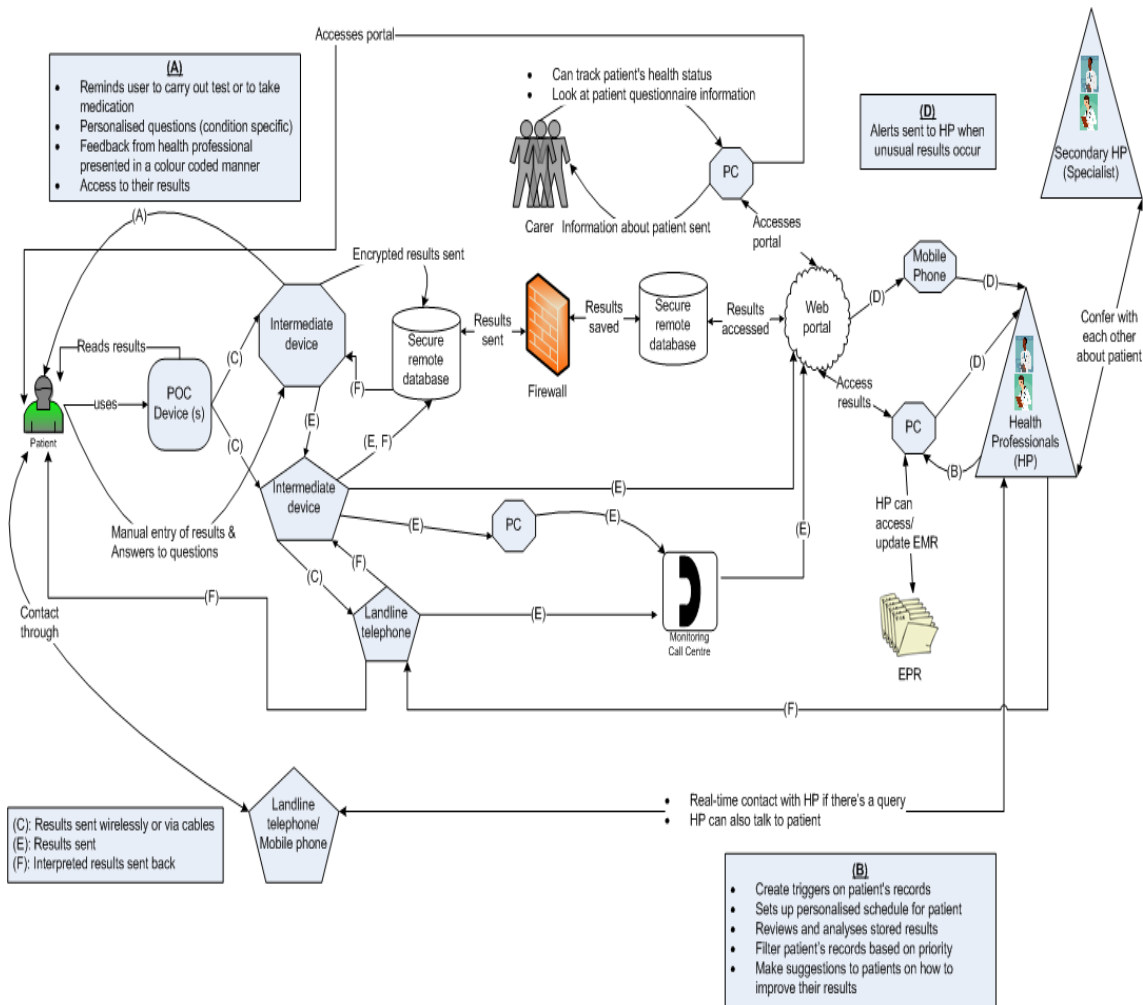 Accesses portal
(A)
• Reminds user to carry out test or to take
medication
• Personalised questions (condition specific)
• Feedback from health professional
presented in a colour coded manner
• Access to their results
• Can track patient's health status
• Look at patient questionnaire information
(D)
Alerts sent to HP when
unusual results occur
Secondary HP
(Specialist)
PC
Carer
Information about patient sent
Accesses
portal
(A)
Encrypted results sent
Mobile
Phone
(D)
(D)
Intermediate
device
Secure
remote
database
Results
sent
Firewall
Results
saved
Secure
remote
database
Results
accessed
Web
portal
Confer with
each other
about patient
Reads results
(C)
(F)
(D)
POC
Device (s)
uses
Patient
Access
results
PC
Health
Professionals
(HP)
(B)
(E)
(E, F)
(C)
Intermediate
device
(E)
(E)
PC
(E)
(E)
Manual entry of results &
Answers to questions
HP can
access/
update EMR
(C)
(F)
(F)
Landline
telephone
(E)
Monitoring
Call Centre
Contact
through
EPR
(F)
Landline
telephone/
Mobile phone
• Real-time contact with HP if there's a query
• HP can also talk to patient
(C): Results sent wirelessly or via cables
(E): Results sent
(F): Interpreted results sent back
(B)
• Create triggers on patient's records
• Sets up personalised schedule for patient
• Reviews and analyses stored results
• Filter patient's records based on priority
• Make suggestions to patients on how to
improve their results